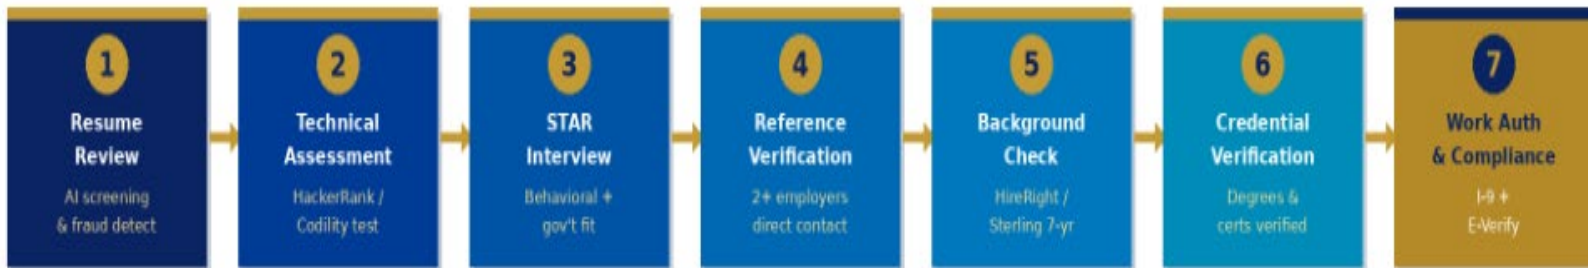 1
Resume
Review
AI screening
& fraud detect
2
Technical
Assessment
HackerRank /
Codility test
3
STAR
Interview
Behavioral +
gov't fit
4
Reference
Verification
2+ employers
direct contact
5
Background
Check
HireRight /
Sterling 7-yr
6
Credential
Verification
Degrees &
certs verified
7
Work Auth
& Compliance
I-9 +
E-Verify